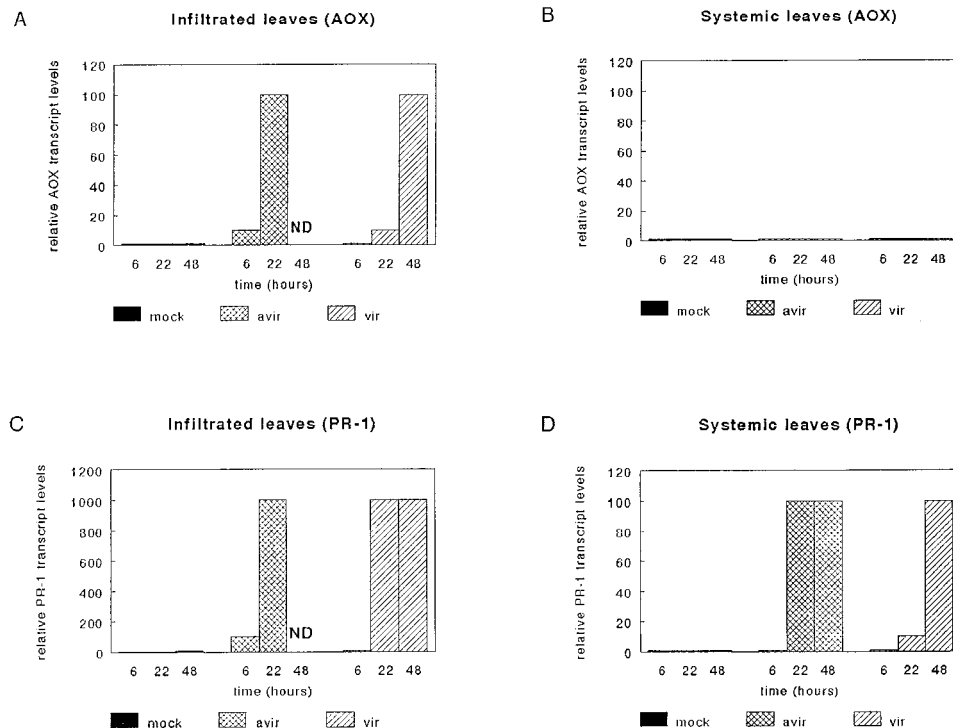 A
Infiltrated leaves (AOX)
relative AOX transcript levels
120
100
80
60
40
20
0
ND
6 22 48 6 22 48 6 22 48
time (hours)
mock avir vir
B
Systemic leaves (AOX)
relative AOX transcript levels
120
100
80
60
40
20
0
6 22 48 6 22 48 6 22 48
time (hours)
mock avir vir
C
Infiltrated leaves (PR-1)
relative PR-1 transcript levels
1200
1000
800
600
400
200
0
ND
6 22 48 6 22 48 6 22 48
time (hours)
mock avir vir
D
Systemic leaves (PR-1)
relative PR-1 transcript levels
120
100
80
60
40
20
0
6 22 48 6 22 48 6 22 48
time (hours)
mock avir vir